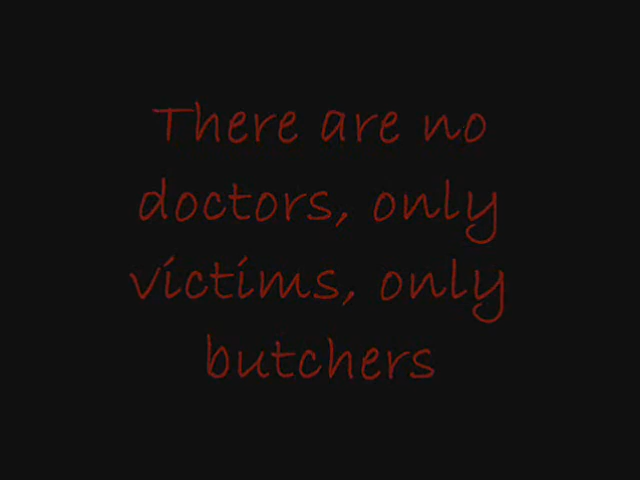 There are no
doctors, only
victims, only
butchers